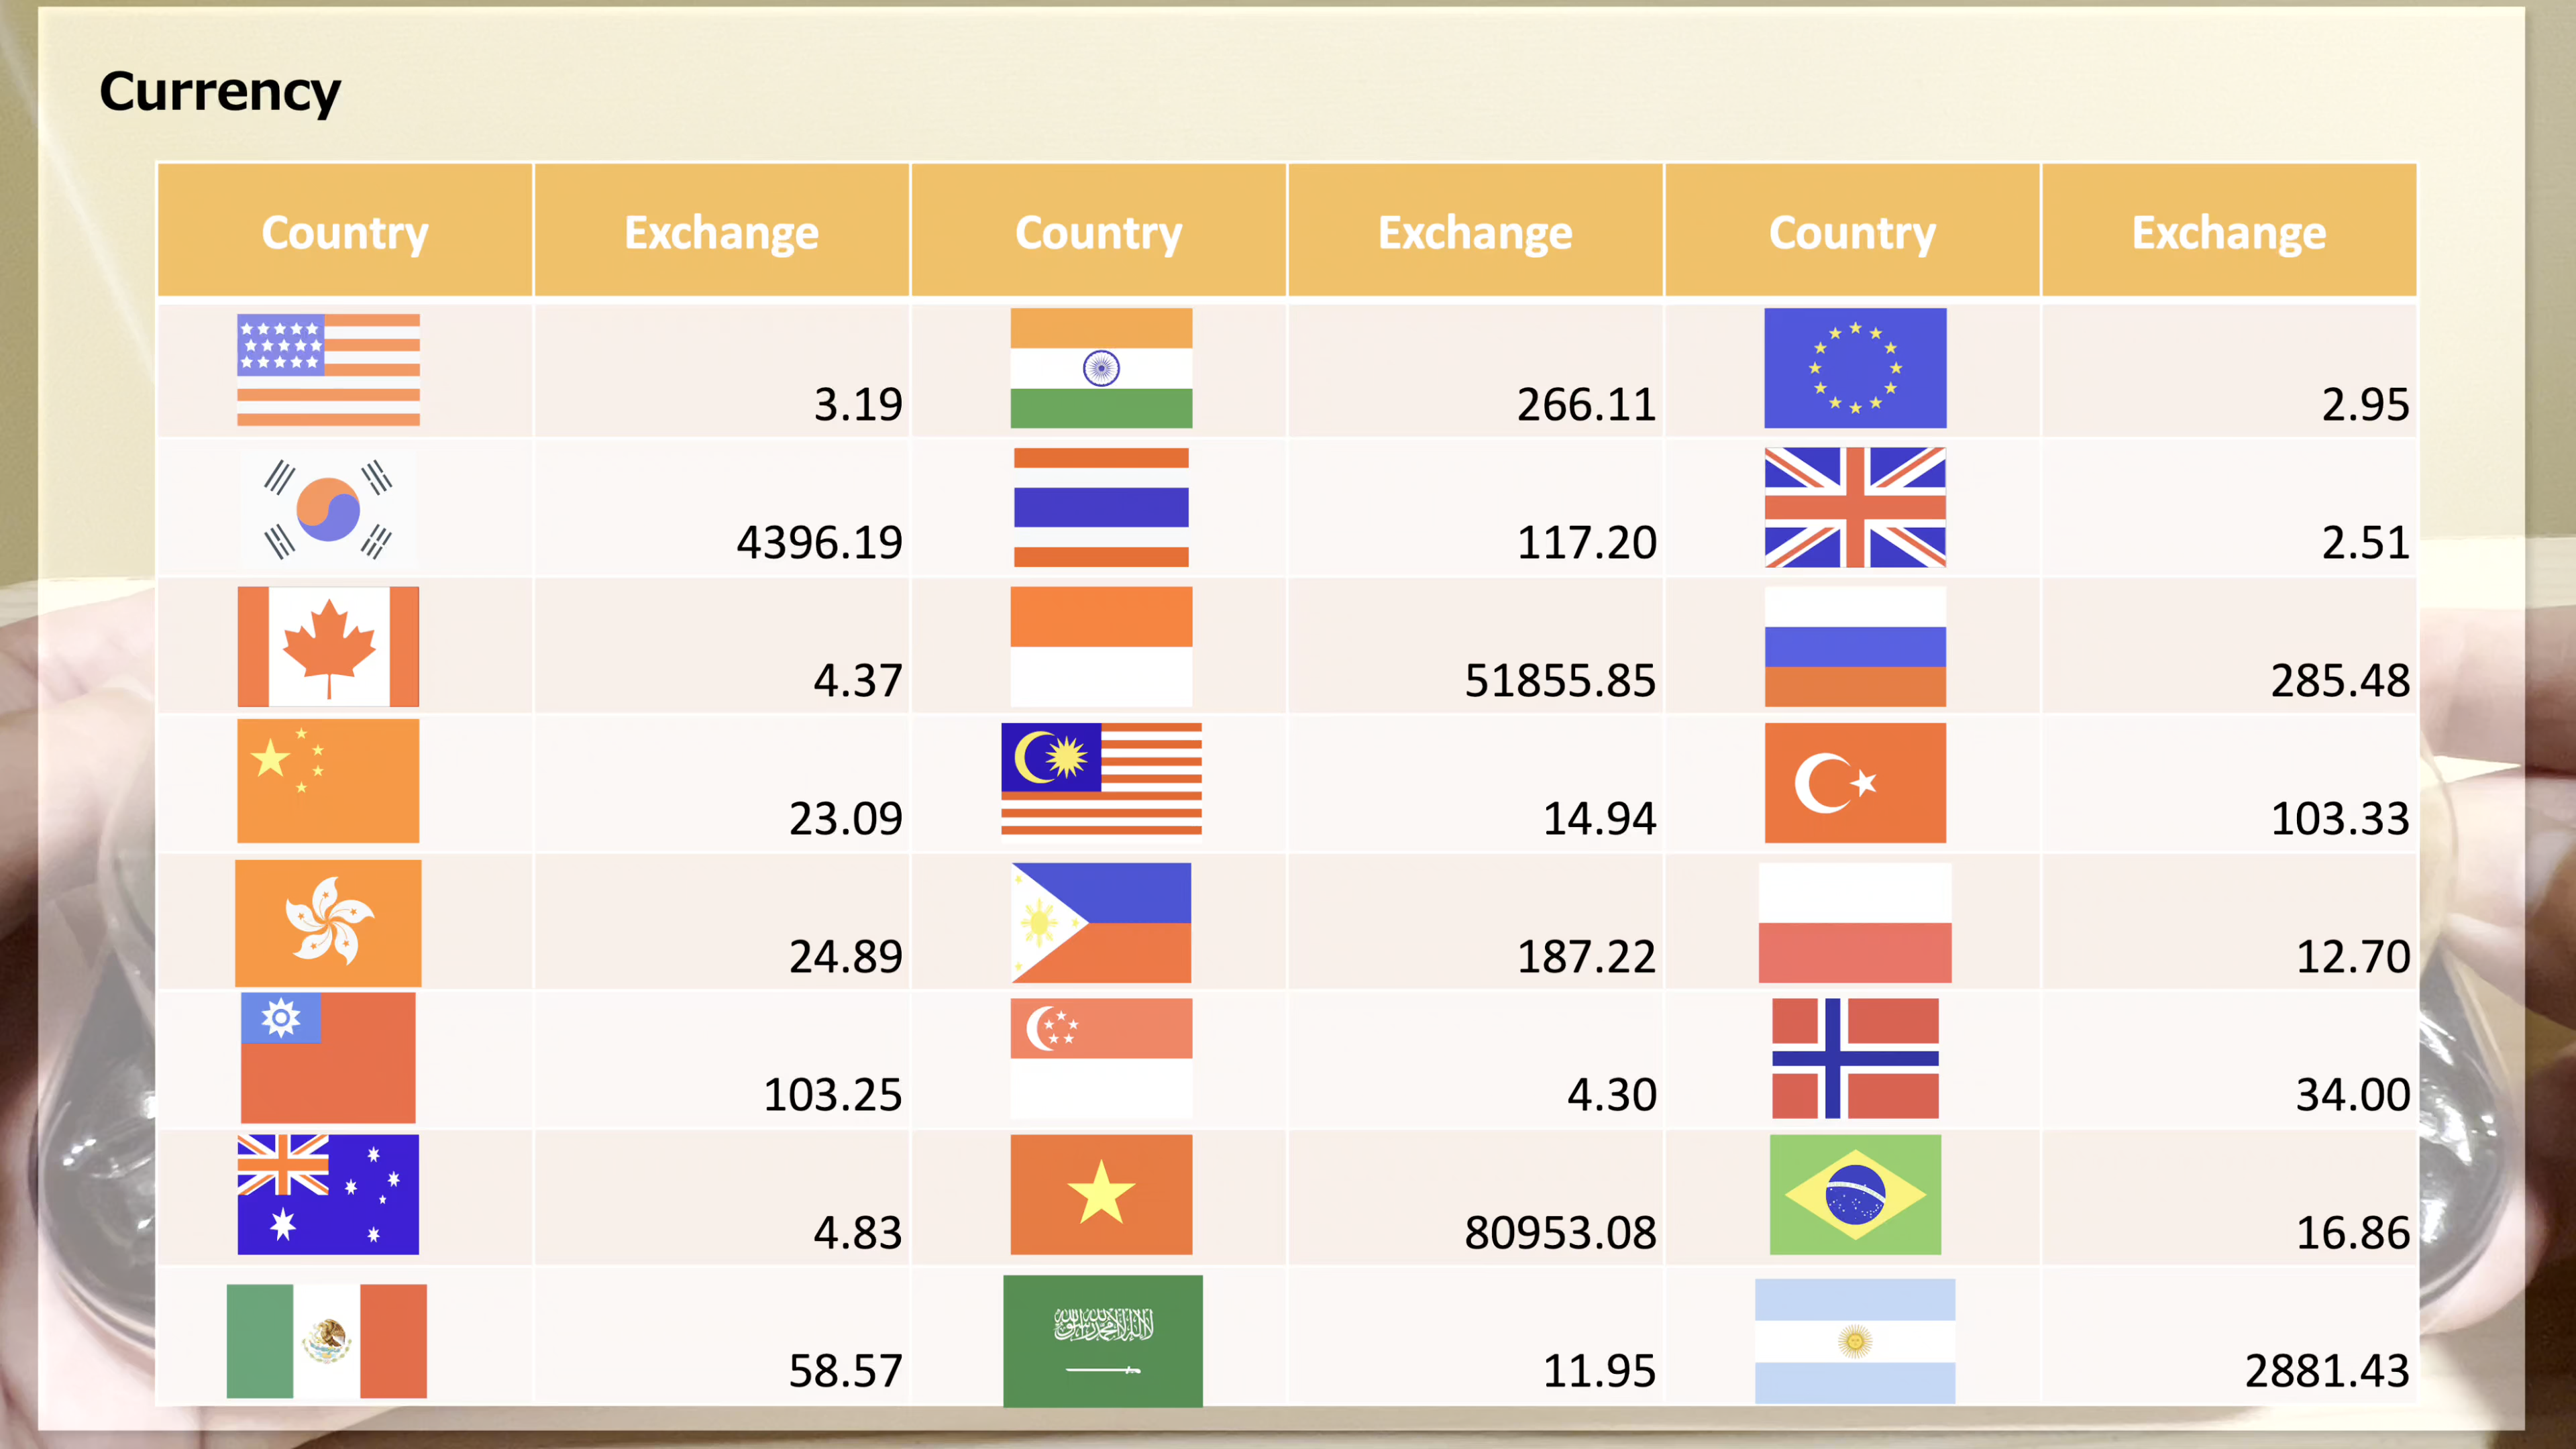 Currency
Country Exchange Country Exchange Country Exchange
3.19 266.11 2.95
4396.19 117.20 2.51
4.37 51855.85 285.48
23.09 14.94 103.33
24.89 187.22 12.70
103.25 4.30 34.00
4.83 80953.08 16.86
58.57 11.95 2881.43